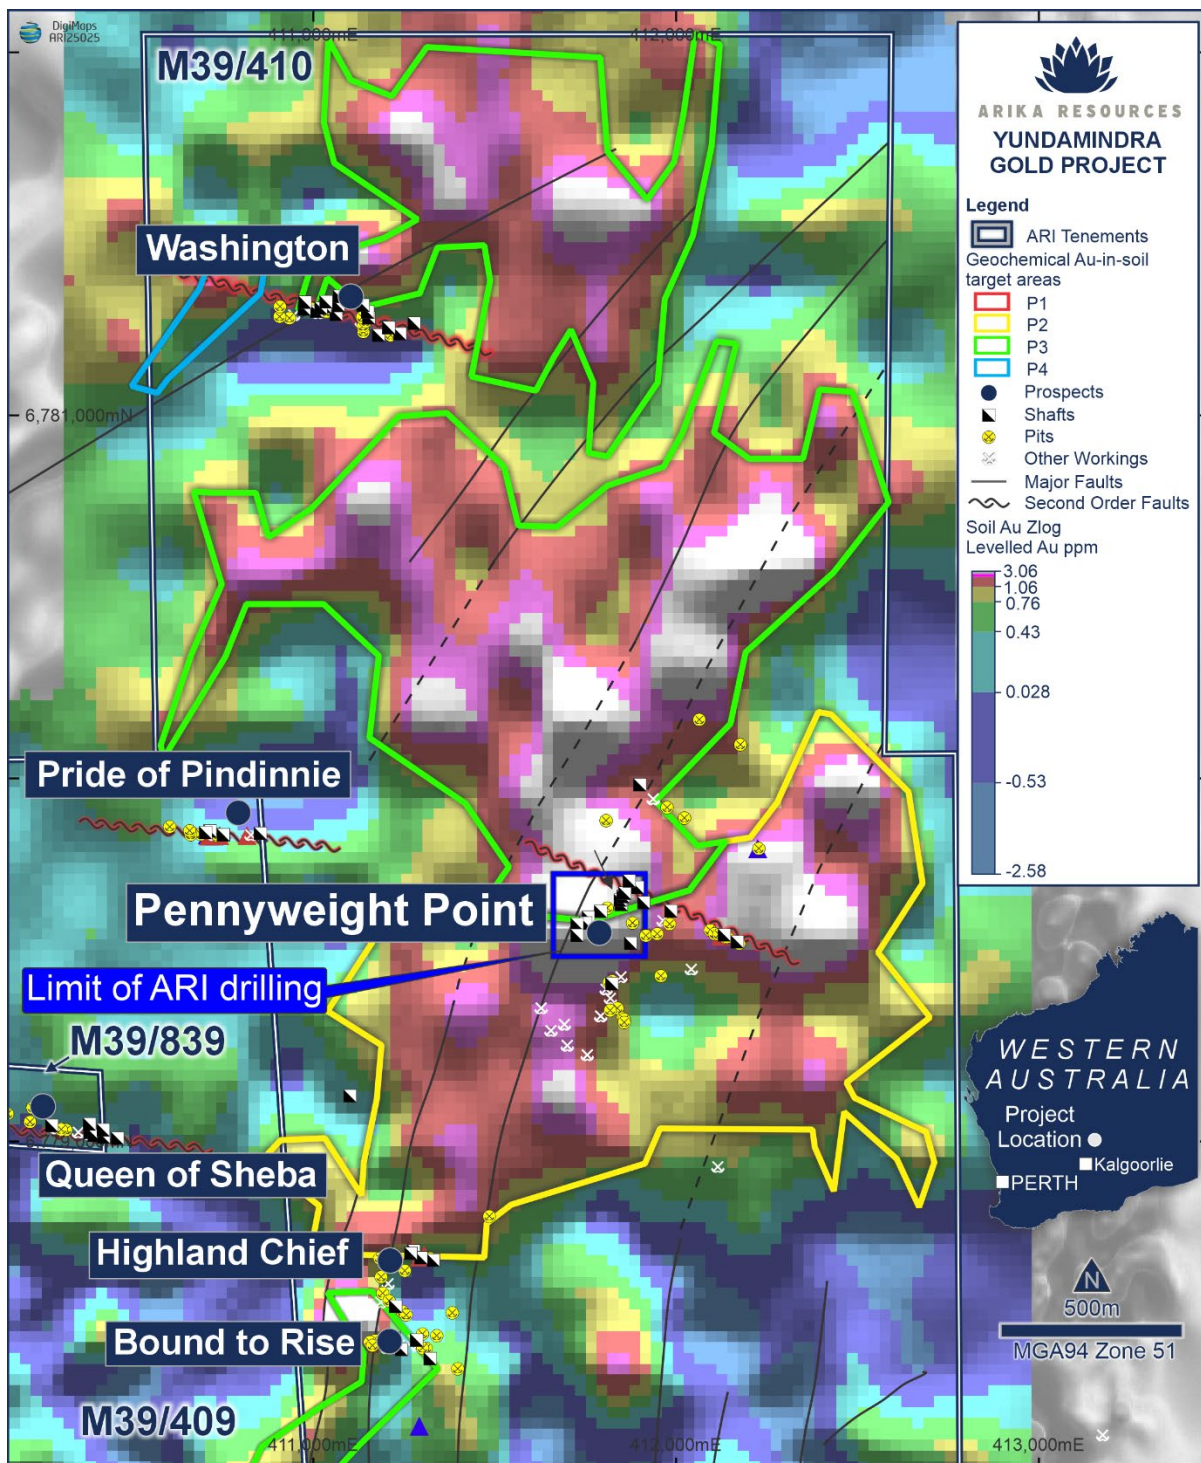 DigiMaps
ARI25025
411,000mE
412,000mE
M39/410
Washington
6,781,000mN
Pride of Pindinnie
Pennyweight Point
Limit of ARI drilling
M39/839
Queen of Sheba
Highland Chief
Bound to Rise
M39/409
411,000mE
412,000mE
413,000mE
ARIKA RESOURCES
YUNDAMINDRA
GOLD PROJECT
Legend
ARI Tenements
Geochemical Au-in-soil
target areas
P1
P2
P3
P4
Prospects
Shafts
Pits
Other Workings
Major Faults
Second Order Faults
Soil Au Zlog
Levelled Au ppm
3.06
1.06
0.76
0.43
0.028
-0.53
-2.58
WESTERN
AUSTRALIA
Project
Location
Kalgoorlie
PERTH
N
500m
MGA94 Zone 51